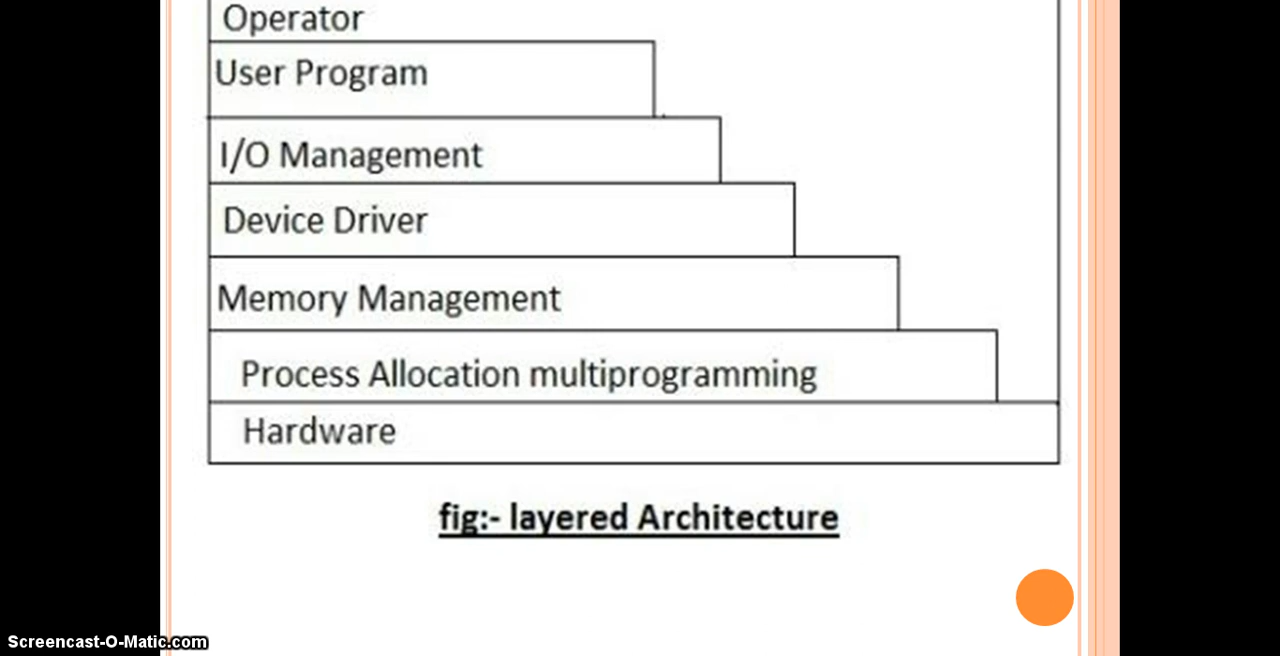 Operator
User Program
I/O Management
Device Driver
Memory Management
Process Allocation multiprogramming
Hardware
fig:- layered Architecture
Screencast-O-Matic.com